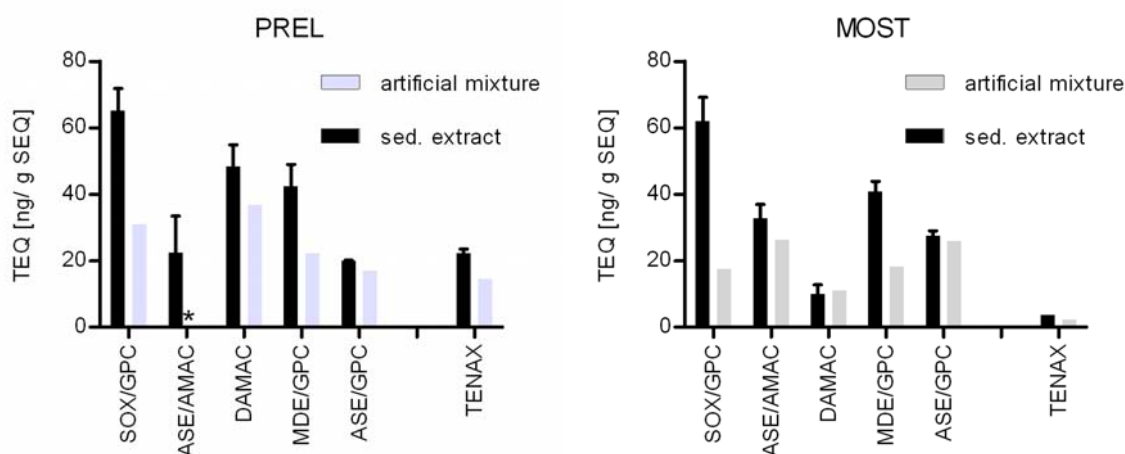 PREL
80
60
40
20
0
TEQ [ng/ g SEQ]
artificial mixture
sed. extract
*
SOX/GPC
ASE/AMAC
DAMAC
MDE/GPC
ASE/GPC
TENAX
MOST
80
60
40
20
0
TEQ [ng/ g SEQ]
artificial mixture
sed. extract
SOX/GPC
ASE/AMAC
DAMAC
MDE/GPC
ASE/GPC
TENAX